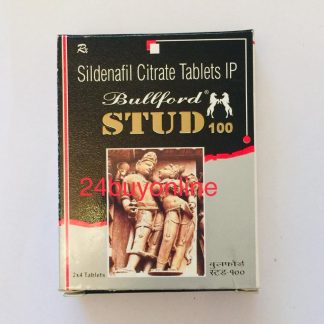 Rx
Sildenafil Citrate Tablets IP
Bullford®
STUD 100
24buyonline
2x4 Tablets
बुलफोर्ड
स्टड-१००